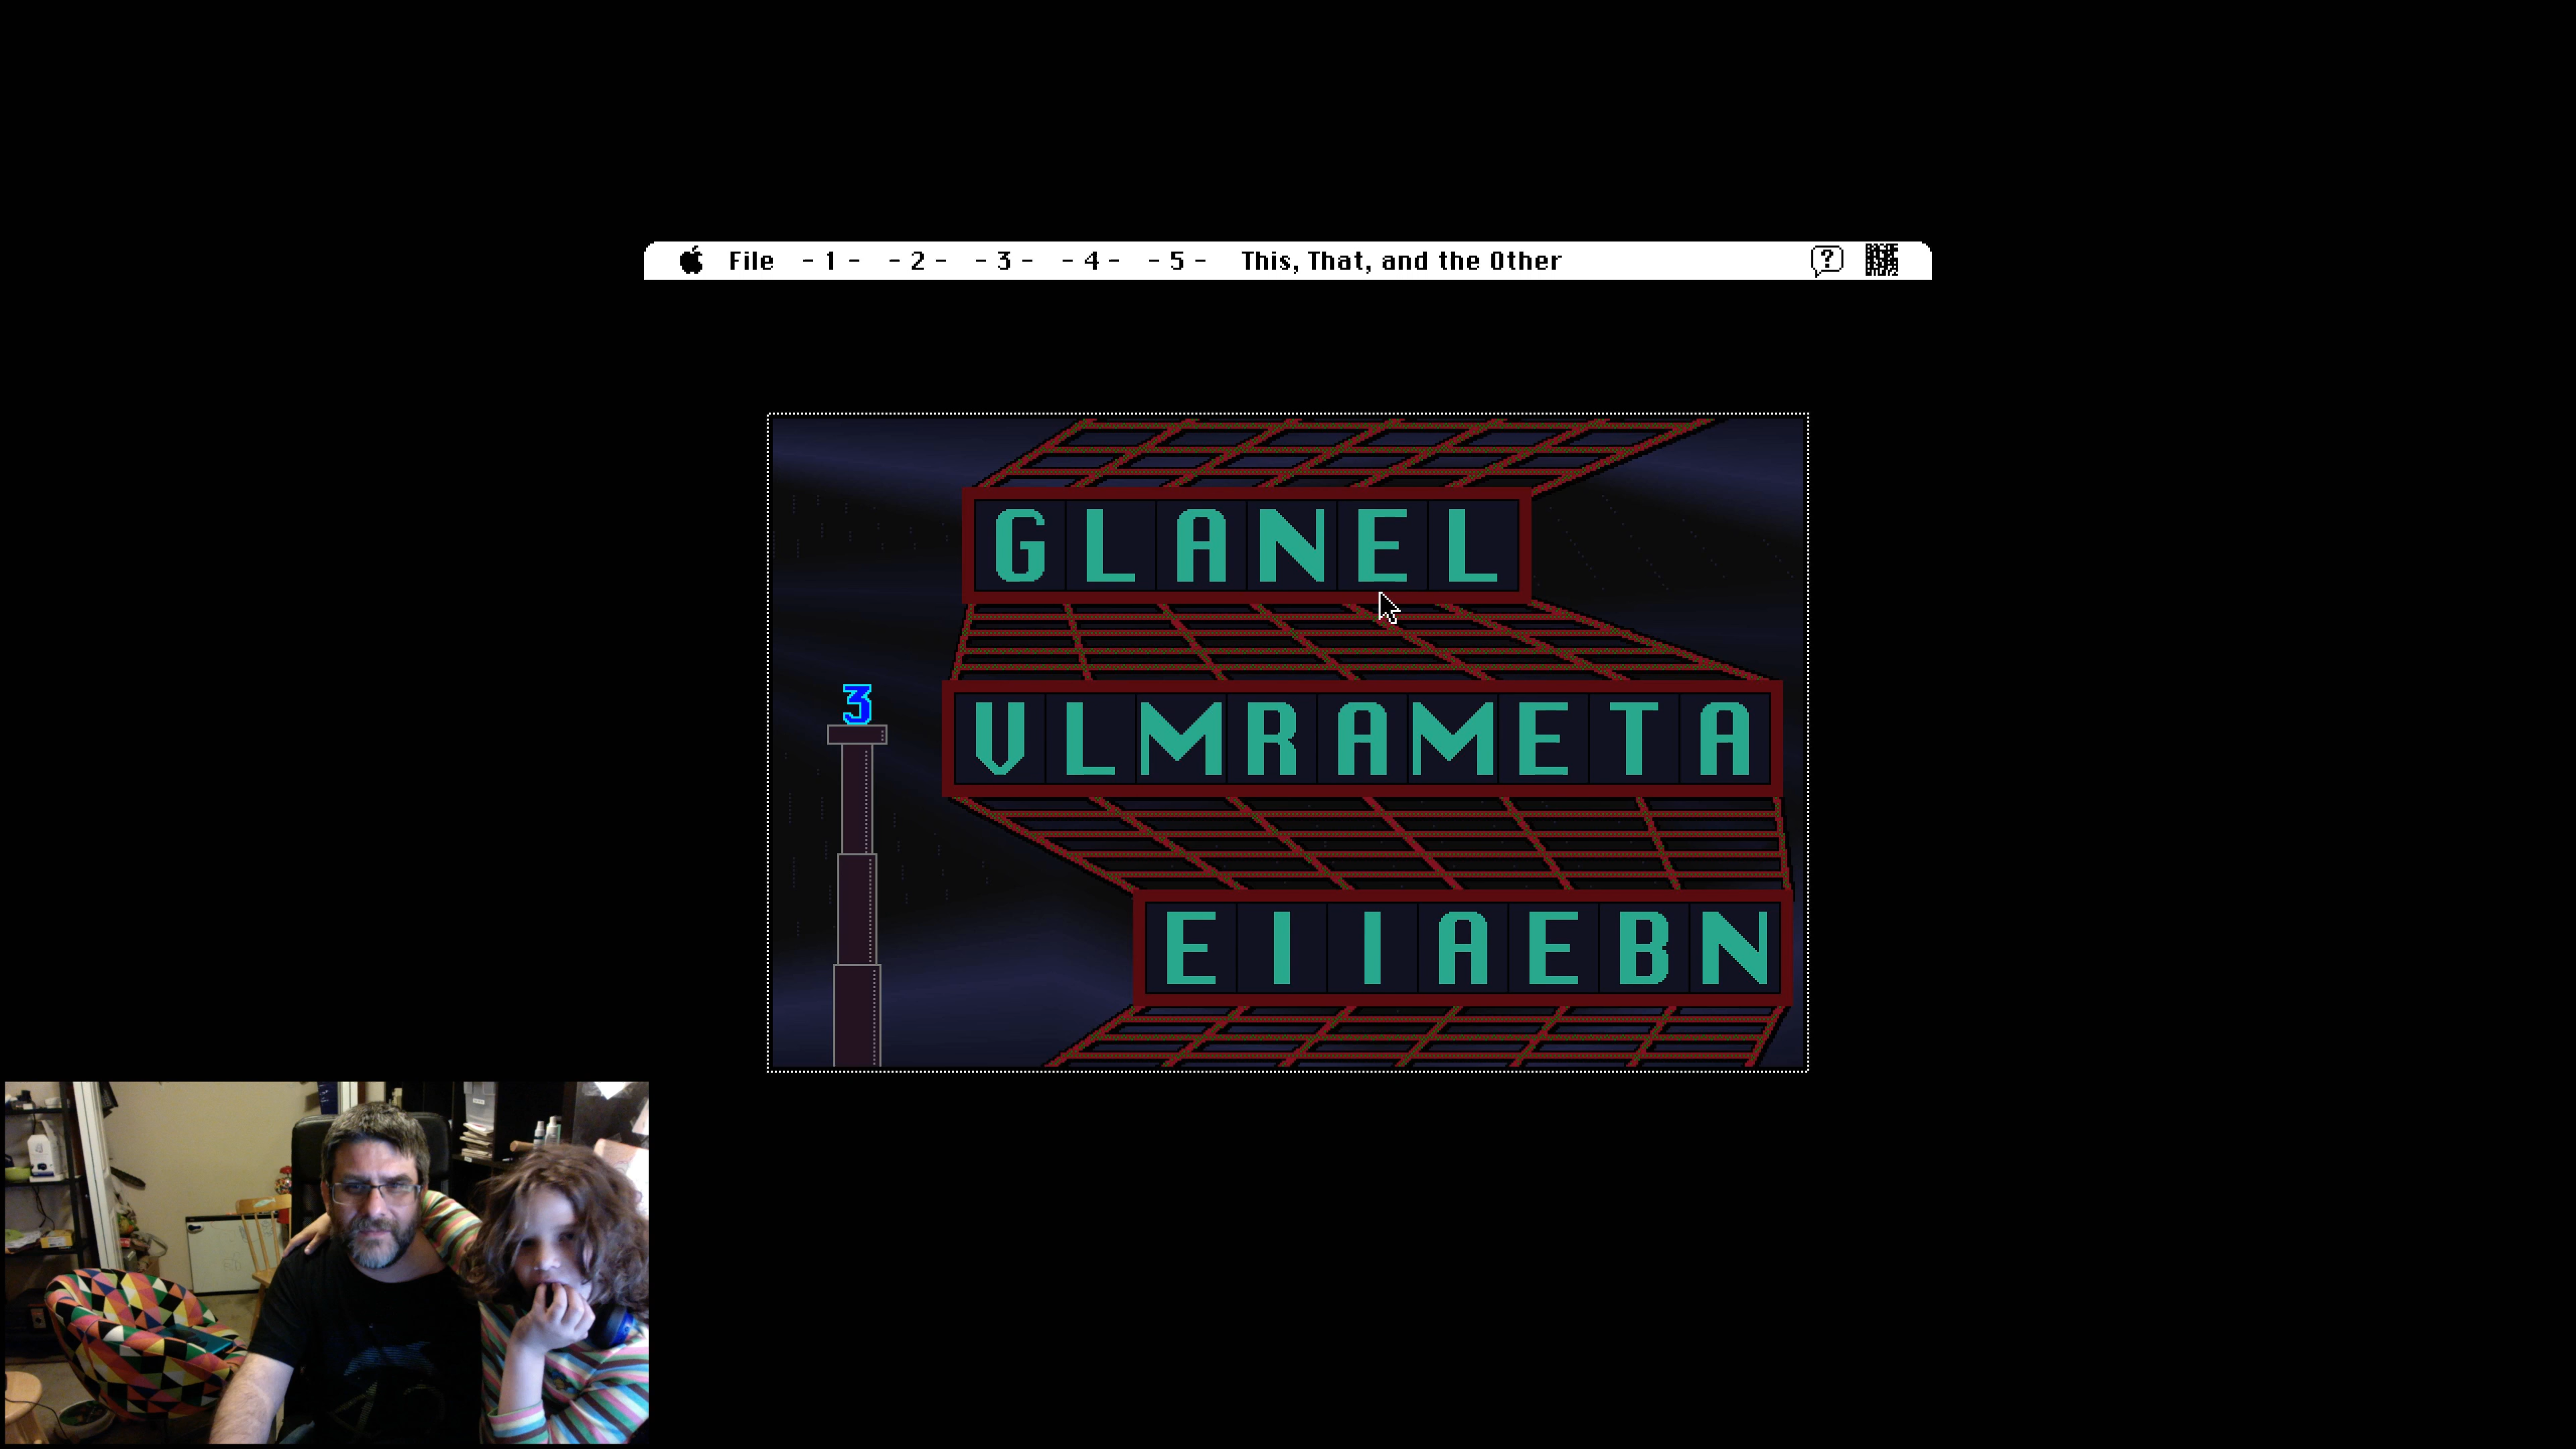 File -1- -2- -3- -4- -5- This, That, and the Other
GLANEL
3
VLMRAMETA
EIIAEBN